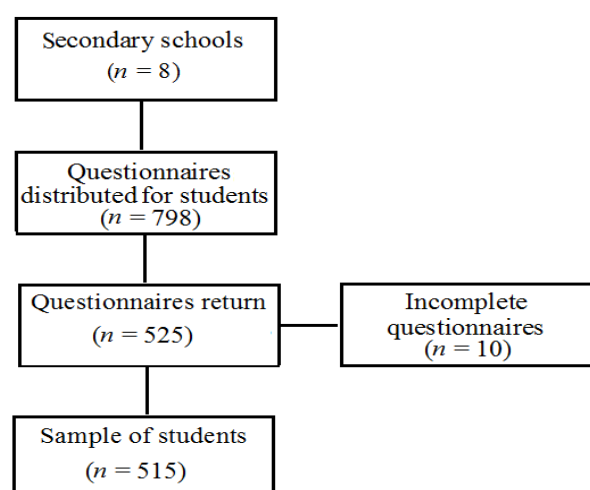 Secondary schools
(n = 8)
Questionnaires
distributed for students
(n = 798)
Questionnaires return
(n = 525)
Incomplete
questionnaires
(n = 10)
Sample of students
(n = 515)